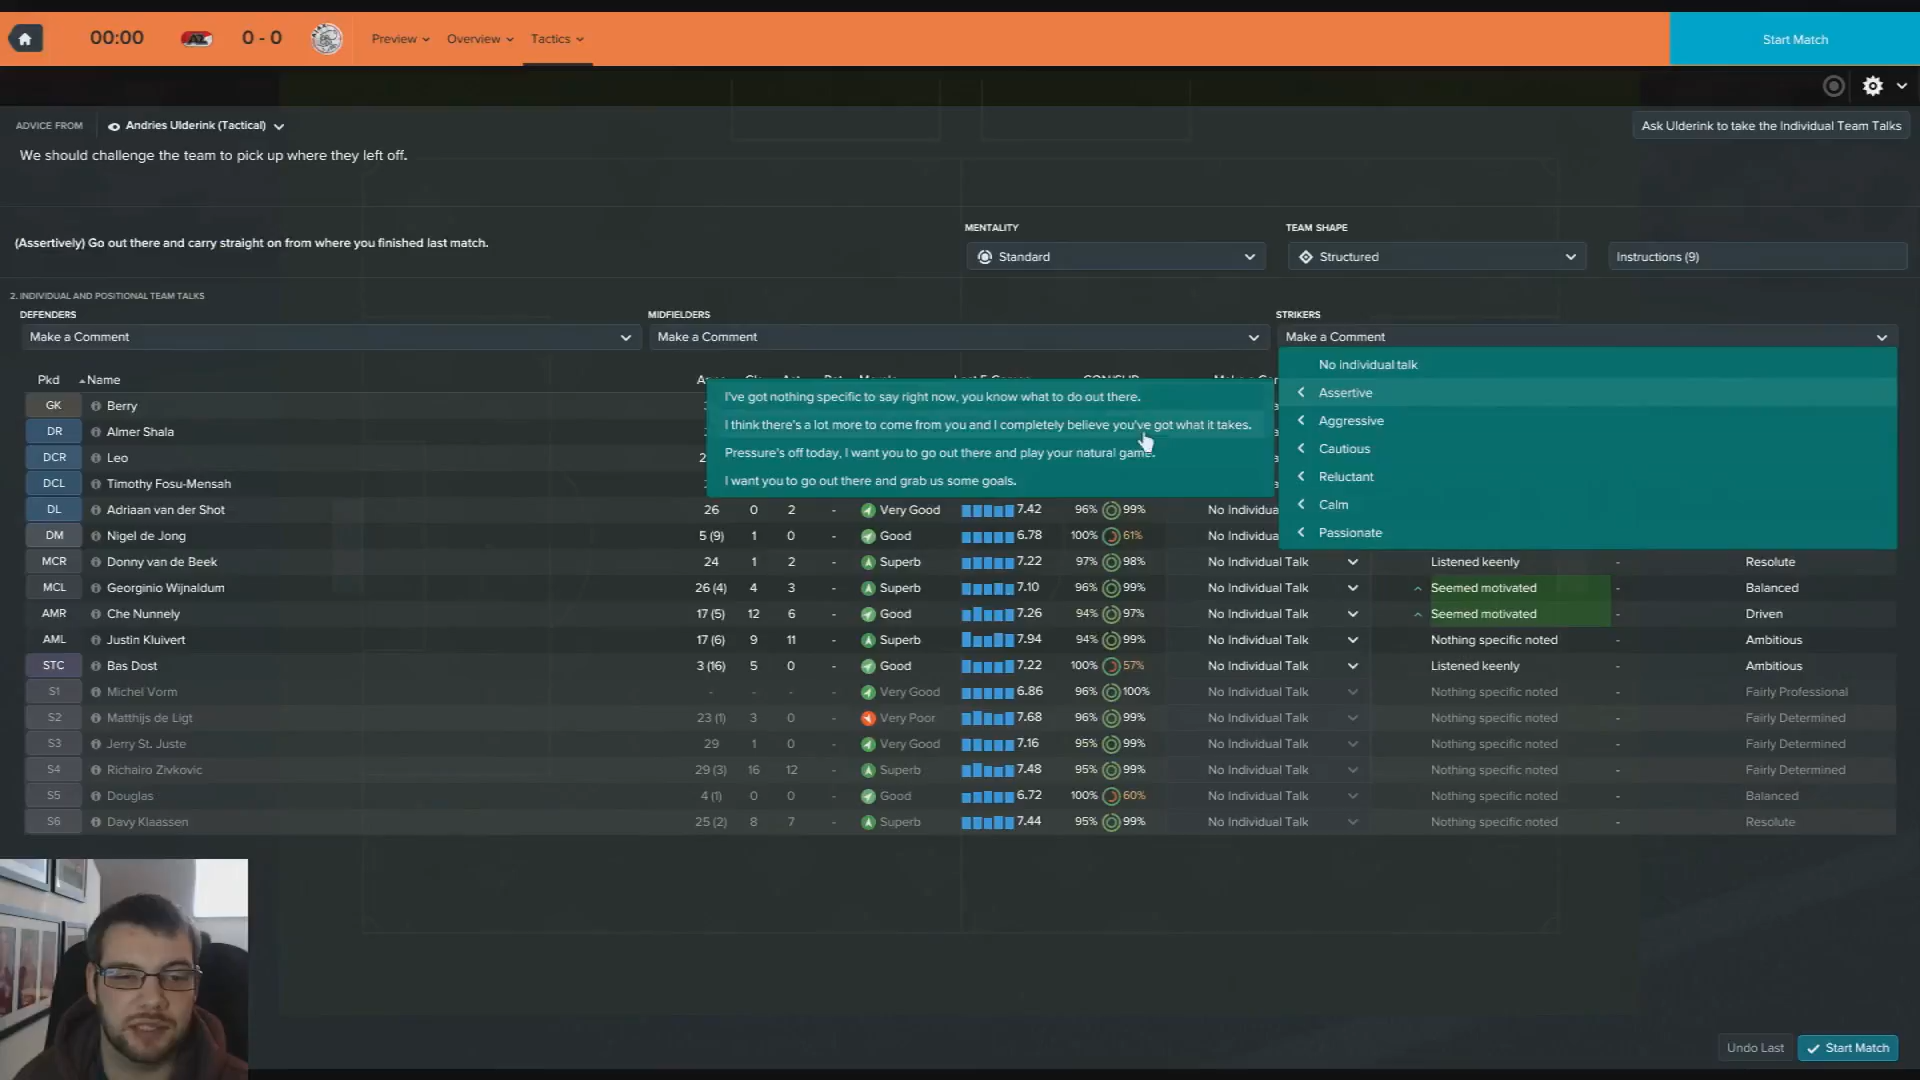 00:00 AZ 0 - 0 Preview Overview Tactics Start Match
ADVICE FROM Andries Ulderink (Tactical) Ask Ulderink to take the Individual Team Talks
We should challenge the team to pick up where they left off.
MENTALITY TEAM SHAPE
(Assertively) Go out there and carry straight on from where you finished last match. Standard Structured Instructions (9)
2. INDIVIDUAL AND POSITIONAL TEAM TALKS
DEFENDERS MIDFIELDERS STRIKERS
Make a Comment Make a Comment Make a Comment
No individual talk
Pkd Name
I've got nothing specific to say right now, you know what to do out there. Assertive
GK Berry
I think there's a lot more to come from you and I completely believe you've got what it takes. Aggressive
DR Almer Shala
Pressure's off today, I want you to go out there and play your natural game. Cautious
DCR Leo
I want you to go out there and grab us some goals. Reluctant
DCL Timothy Fosu-Mensah
Calm
DL Adriaan van der Shot 26 0 2 - Very Good 7.42 96% 99% No Individua
Passionate
DM Nigel de Jong 5 (9) 1 0 - Good 6.78 100% 61% No Individua
MCR Donny van de Beek 24 1 2 - Superb 7.22 97% 98% No Individual Talk Listened keenly - Resolute
MCL Georginio Wijnaldum 26 (4) 4 3 - Superb 7.10 96% 99% No Individual Talk Seemed motivated - Balanced
AMR Che Nunnely 17 (5) 12 6 - Good 7.26 94% 97% No Individual Talk Seemed motivated - Driven
AML Justin Kluivert 17 (6) 9 11 - Superb 7.94 94% 99% No Individual Talk Nothing specific noted - Ambitious
STC Bas Dost 3 (16) 5 0 - Good 7.22 100% 57% No Individual Talk Listened keenly - Ambitious
S1 Michel Vorm - - - - Very Good 6.86 96% 100% No Individual Talk Nothing specific noted - Fairly Professional
S2 Matthijs de Ligt 23 (1) 3 0 - Very Poor 7.68 96% 99% No Individual Talk Nothing specific noted - Fairly Determined
S3 Jerry St. Juste 29 1 0 - Very Good 7.16 95% 99% No Individual Talk Nothing specific noted - Fairly Determined
S4 Richairo Zivkovic 29 (3) 16 12 - Superb 7.48 95% 99% No Individual Talk Nothing specific noted - Fairly Determined
S5 Douglas 4 (1) 0 0 - Good 6.72 100% 60% No Individual Talk Nothing specific noted - Balanced
S6 Davy Klaassen 25 (2) 8 7 - Superb 7.44 95% 99% No Individual Talk Nothing specific noted - Resolute
Undo Last Start Match